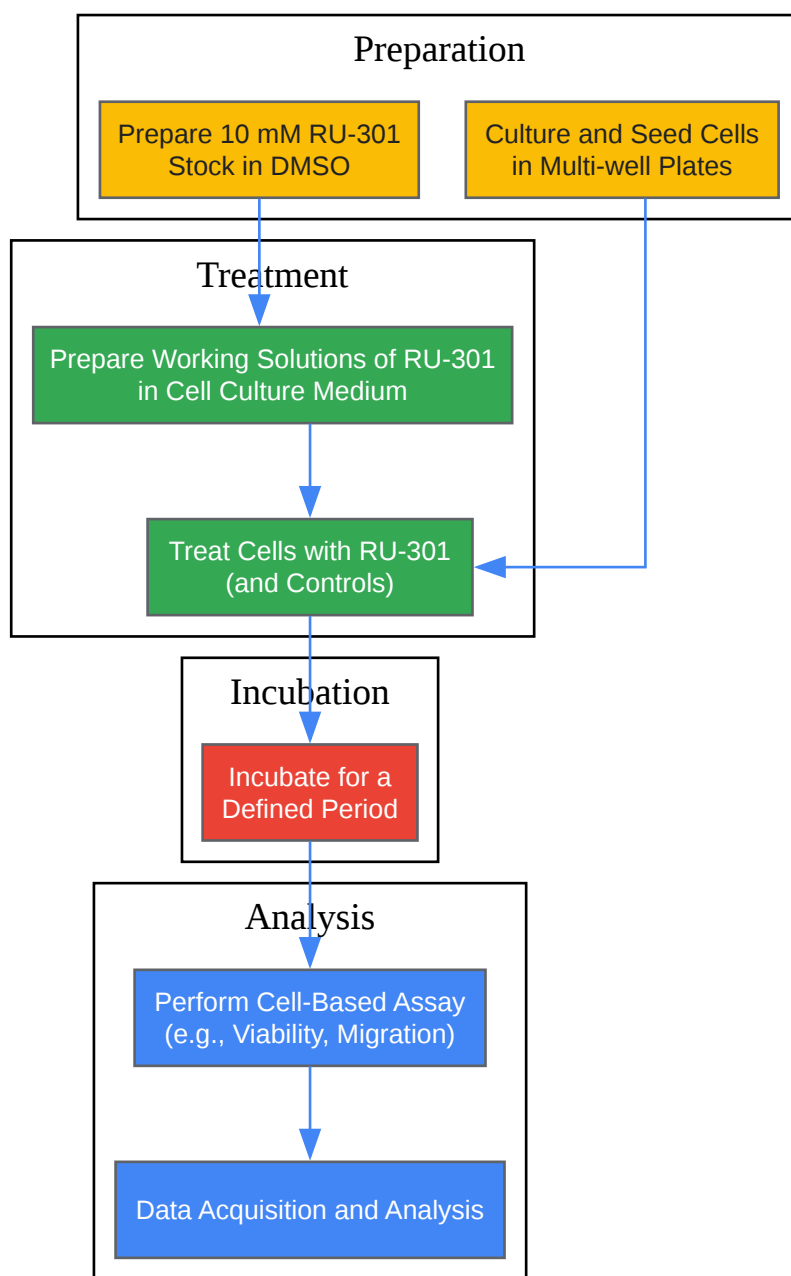 Preparation
Prepare 10 mM RU-301
Stock in DMSO
Culture and Seed Cells
in Multi-well Plates
Treatment
Prepare Working Solutions of RU-301
in Cell Culture Medium
Treat Cells with RU-301
(and Controls)
Incubation
Incubate for a
Defined Period
Analysis
Perform Cell-Based Assay
(e.g., Viability, Migration)
Data Acquisition and Analysis